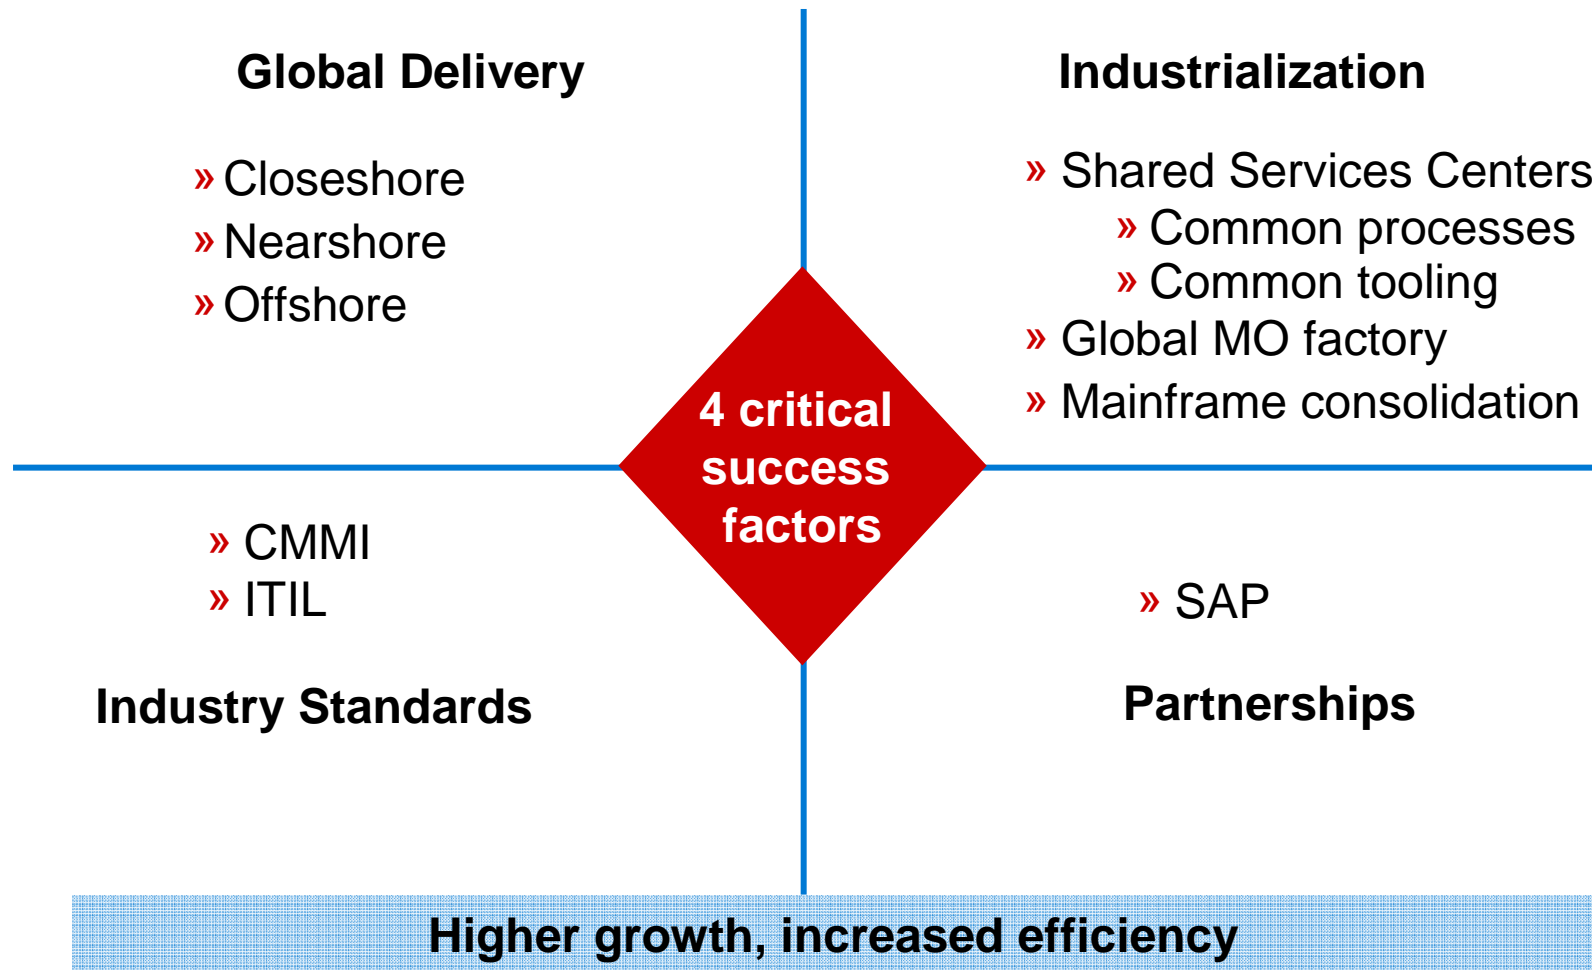 Global Delivery
» Closeshore
» Nearshore
» Offshore
Industrialization
» Shared Services Centers
» Common processes
» Common tooling
» Global MO factory
» Mainframe consolidation
4 critical
success
factors
» CMMI
» ITIL
Industry Standards
» SAP
Partnerships
Higher growth, increased efficiency